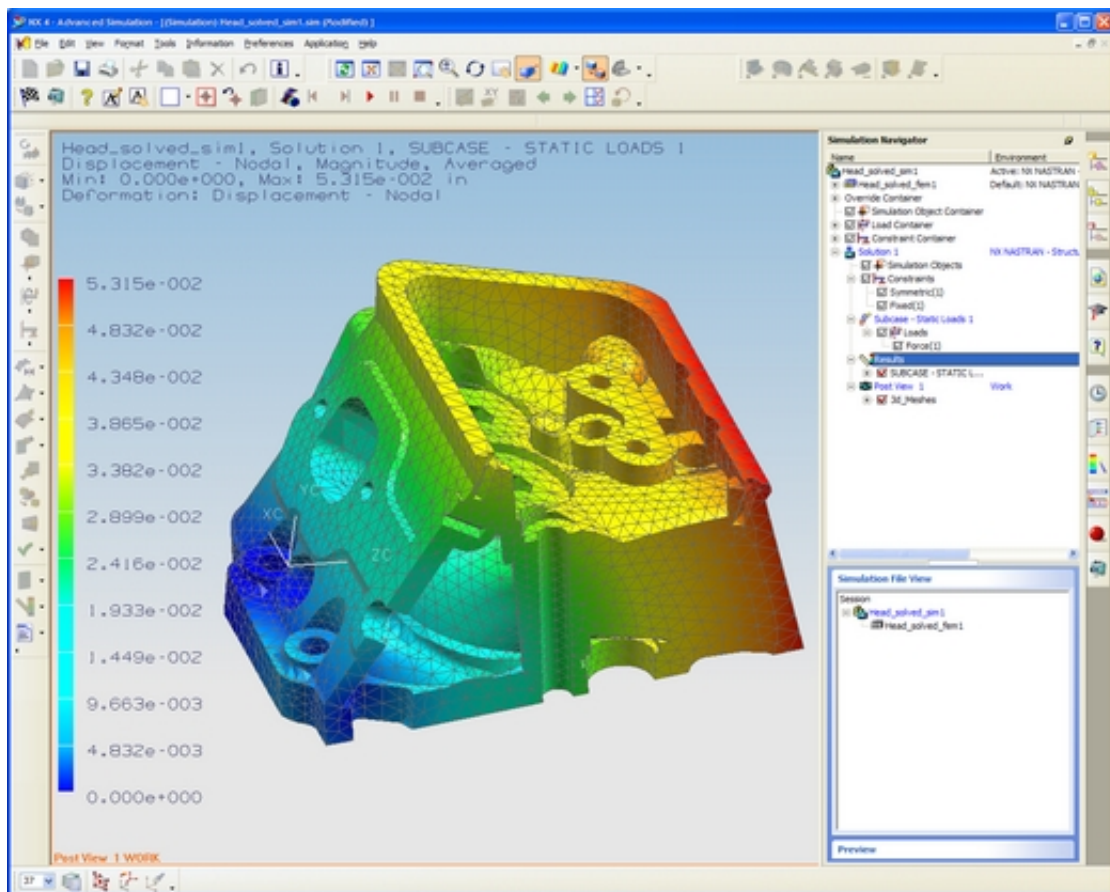 NX 4 - Advanced Simulation - [(Simulation) Head_solved_sim1.sim (Modified) ]
File Edit View Format Tools Information Preferences Application Help
Head_solved_sim1, Solution 1, SUBCASE - STATIC LOADS 1
Displacement - Nodal, Magnitude, Averaged
Min: 0.000e+000, Max: 5.315e-002 in
Deformation: Displacement - Nodal
5.315e-002
4.832e-002
4.348e-002
3.865e-002
3.382e-002
2.899e-002
2.416e-002
1.933e-002
1.449e-002
9.663e-003
4.832e-003
0.000e+000
XC
YC
ZC
Post View 1 WORK
37
Simulation Navigator
Name Environment
Head_solved_sim1 Active: NX NASTRAN -
Head_solved_fem1 Default: NX NASTRAN -
Override Container
Simulation Object Container
Load Container
Constraint Container
Solution 1 NX NASTRAN - Struct
Simulation Objects
Constraints
Symmetric(1)
Fixed(1)
Subcase - Static Loads 1
Loads
Force(1)
Results
SUBCASE - STATIC L...
Post View 1 Work
3d_Meshes
Simulation File View
Session
Head_solved_sim1
Head_solved_fem1
Preview